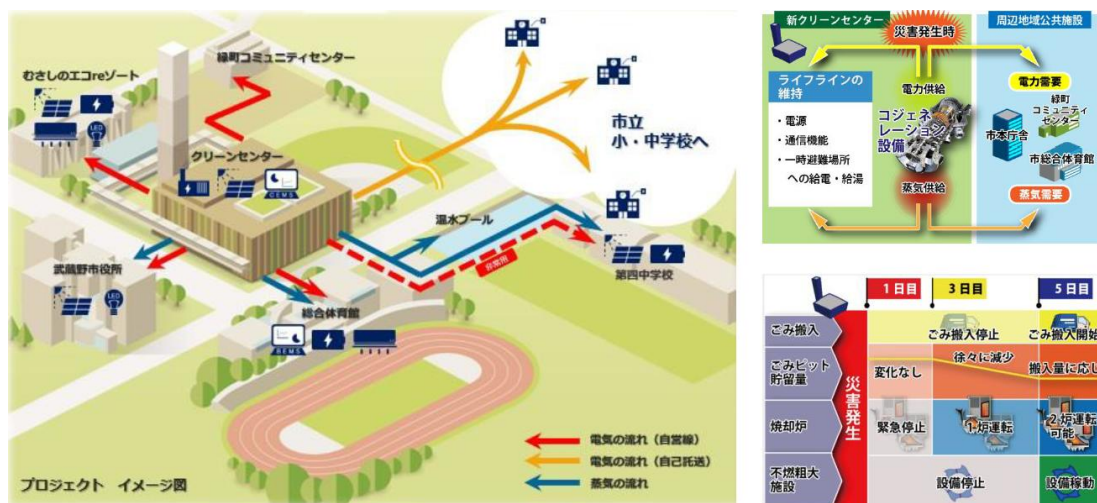 緑町コミュニティセンター
むさしのエコreゾート
LED
クリーンセンター
CEMS
市立
小・中学校へ
温水プール
非常用
第四中学校
武蔵野市役所
LED
総合体育館
BEMS
電気の流れ（自営線）
電気の流れ（自己託送）
蒸気の流れ
プロジェクト イメージ図
新クリーンセンター
災害発生時
周辺地域公共施設
ライフラインの
維持
・電源
・通信機能
・一時避難場所
への給電・給湯
電力供給
コジェネ
レーション
設備
蒸気供給
電力需要
緑町
コミュニティ
センター
市本庁舎
市総合体育館
蒸気需要
1日目
3日目
5日目
ごみ搬入
ごみ搬入停止
ごみ搬入開始
ごみピット
貯留量
変化なし
徐々に減少
搬入量に応じ
災害発生
焼却炉
緊急停止
1炉運転
2炉運転
可能
不燃粗大
施設
設備停止
設備稼動